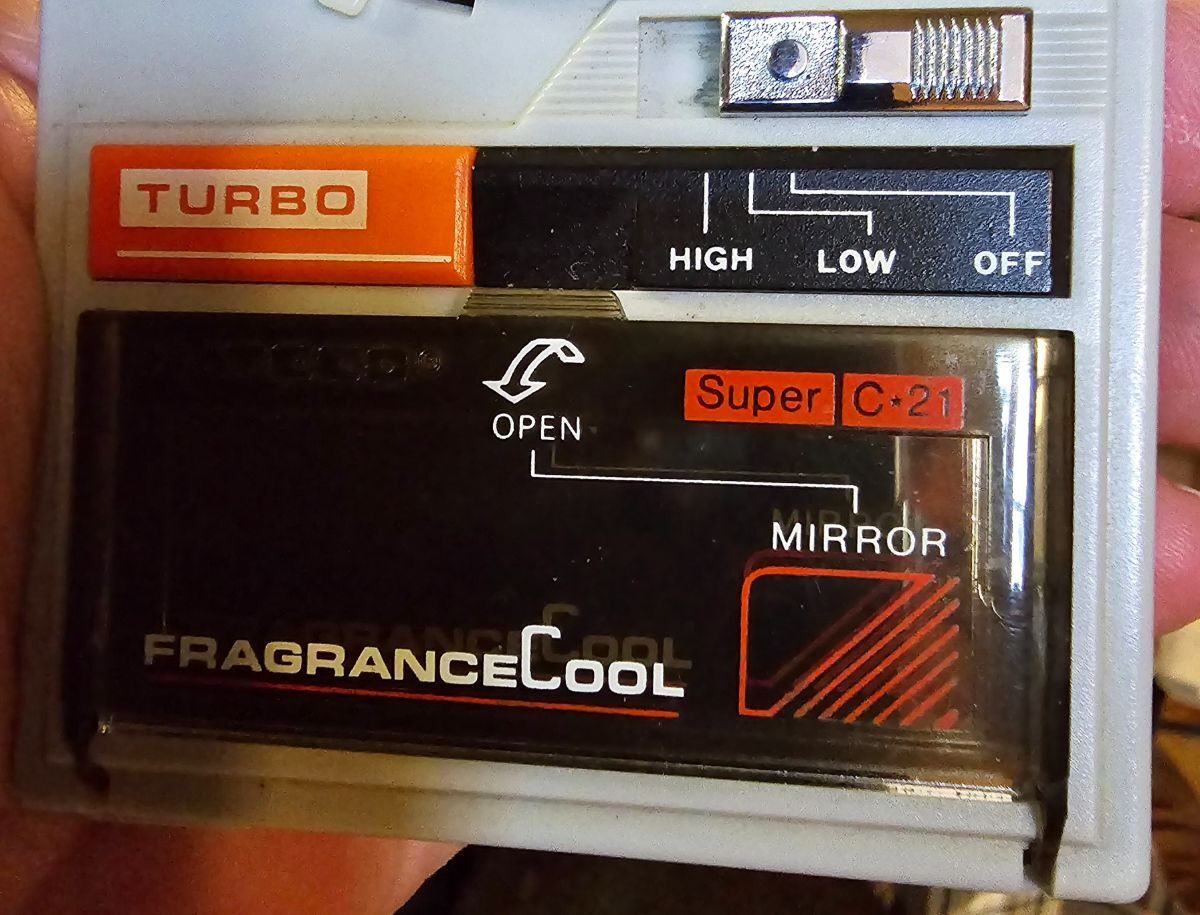 TURBO
HIGH LOW OFF
OPEN
Super C★21
MIRROR
FRAGRANCECOOL